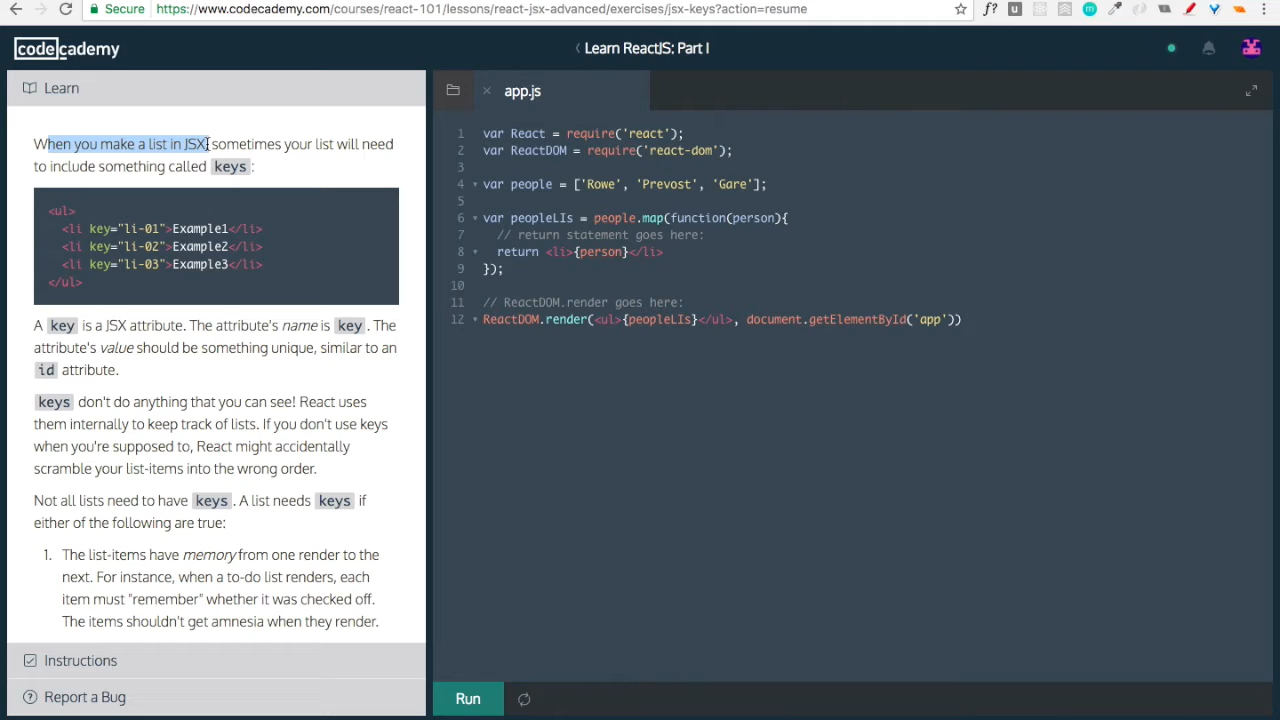 Secure https://www.codecademy.com/courses/react-101/lessons/react-jsx-advanced/exercises/jsx-keys?action=resume
codecademy
Learn ReactJS: Part I
Learn
When you make a list in JSX, sometimes your list will need
to include something called keys:
<ul>
<li key="li-01">Example1</li>
<li key="li-02">Example2</li>
<li key="li-03">Example3</li>
</ul>
A key is a JSX attribute. The attribute's name is key. The
attribute's value should be something unique, similar to an
id attribute.
keys don't do anything that you can see! React uses
them internally to keep track of lists. If you don't use keys
when you're supposed to, React might accidentally
scramble your list-items into the wrong order.
Not all lists need to have keys. A list needs keys if
either of the following are true:
1. The list-items have memory from one render to the
next. For instance, when a to-do list renders, each
item must "remember" whether it was checked off.
The items shouldn't get amnesia when they render.
Instructions
Report a Bug
app.js
1 var React = require('react');
2 var ReactDOM = require('react-dom');
3
4 var people = ['Rowe', 'Prevost', 'Gare'];
5
6 var peopleLIs = people.map(function(person){
7 // return statement goes here:
8 return <li>{person}</li>
9 });
10
11 // ReactDOM.render goes here:
12 ReactDOM.render(<ul>{peopleLIs}</ul>, document.getElementById('app'))
Run